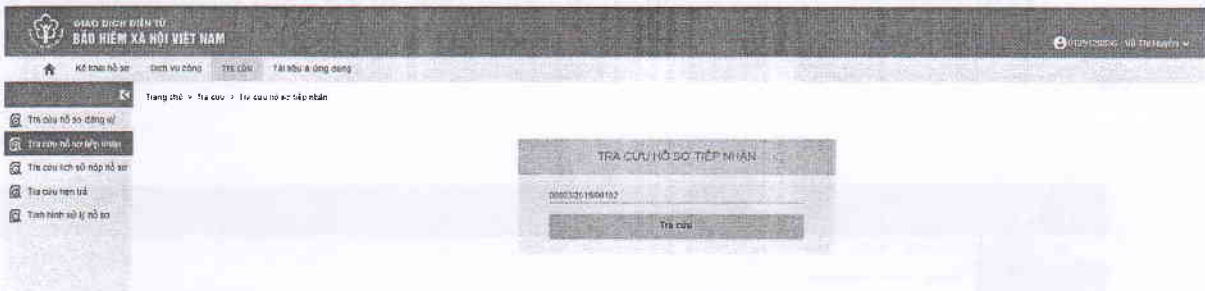 GIAO DỊCH ĐIỆN TỬ
BẢO HIỂM XÃ HỘI VIỆT NAM
Vũ Thị Nguyên
Kê khai hồ sơ
Dịch vụ công
Tra cứu
Tài liệu & ứng dụng
Trang chủ > Tra cứu > Tra cứu hồ sơ tiếp nhận
Tra cứu hồ sơ đăng ký
Tra cứu hồ sơ tiếp nhận
Tra cứu lịch sử nộp hồ sơ
Tra cứu hẹn trả
Tình hình xử lý hồ sơ
TRA CỨU HỒ SƠ TIẾP NHẬN
Tra cứu